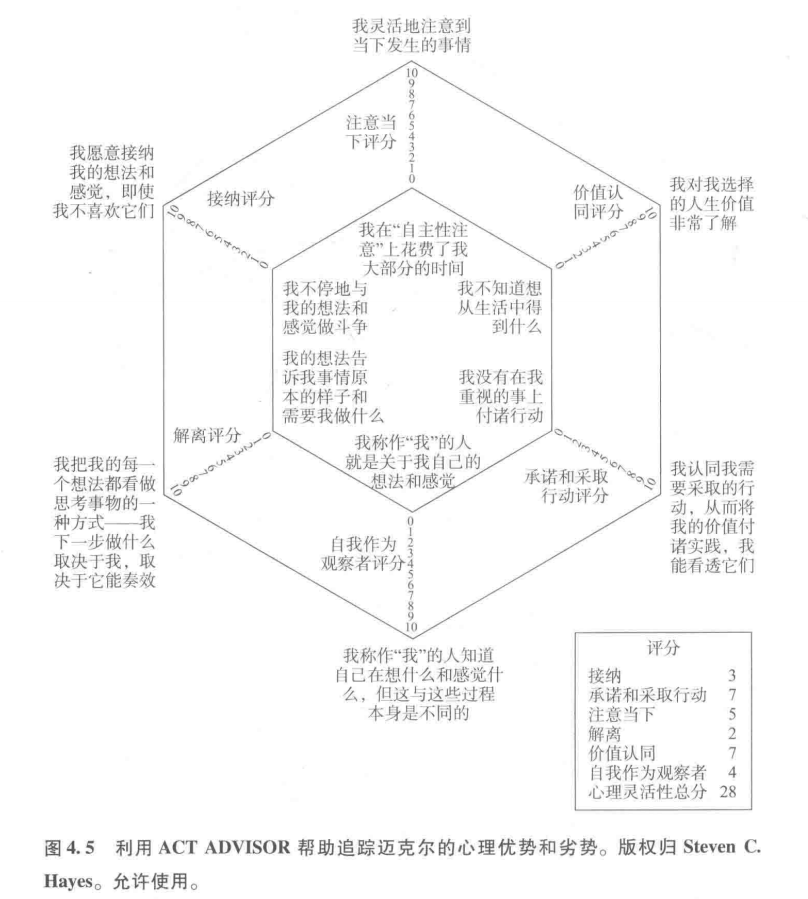 我灵活地注意到
当下发生的事情
10
9
8
7
6
5
4
3
2
1
0
注意当
下评分
我愿意接纳
我的想法和
感觉，即使
我不喜欢它们
接纳评分
10 9 8 7 6 5 4 3 2 1 0
价值认
同评分
10 9 8 7 6 5 4 3 2 1 0
我对我选择
的人生价值
非常了解
我在“自主性注
意”上花费了我
大部分的时间
我不停地与
我的想法和
感觉做斗争
我不知道想
从生活中得
到什么
我的想法告
诉我事情原
本的样子和
需要我做什么
我没有在我
重视的事上
付诸行动
我称作“我”的人
就是关于我自己的
想法和感觉
解离评分
10 9 8 7 6 5 4 3 2 1 0
我把我的每一
个想法都看做
思考事物的一
种方式——我
下一步做什么
取决于我，取
决于它能奏效
承诺和采取
行动评分
0 1 2 3 4 5 6 7 8 9 10
我认同我需
要采取的行
动，从而将
我的价值付
诸实践，我
能看透它们
自我作为
观察者评分
0
1
2
3
4
5
6
7
8
9
10
我称作“我”的人知道
自己在想什么和感觉什
么，但这与这些过程
本身是不同的
评分
接纳 3
承诺和采取行动 7
注意当下 5
解离 2
价值认同 7
自我作为观察者 4
心理灵活性总分 28
图 4.5 利用 ACT ADVISOR 帮助追踪迈克尔的心理优势和劣势。版权归 Steven C.
Hayes。允许使用。